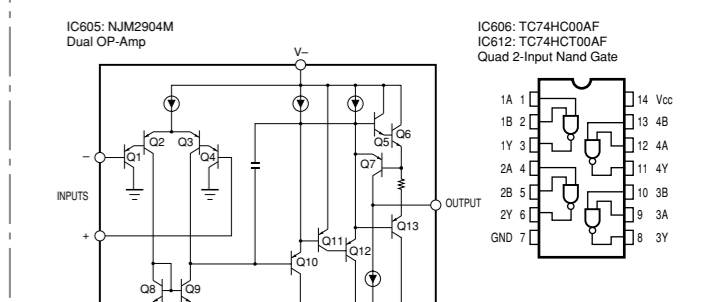 IC605: NJM2904M
Dual OP-Amp
V–
Q2
Q3
Q1
Q4
Q5
Q6
Q7
–
INPUTS
+
OUTPUT
Q13
Q11
Q12
Q10
Q8
Q9
IC606: TC74HC00AF
IC612: TC74HCT00AF
Quad 2-Input Nand Gate
1A 1
1B 2
1Y 3
2A 4
2B 5
2Y 6
GND 7
14 Vcc
13 4B
12 4A
11 4Y
10 3B
9 3A
8 3Y